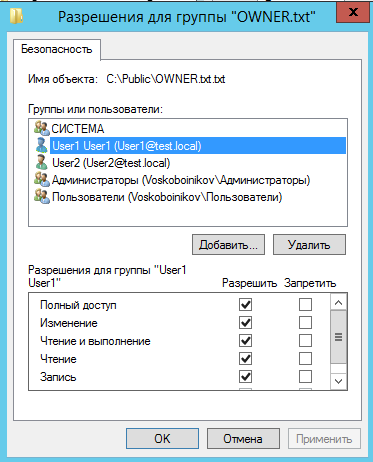 Разрешения для группы "OWNER.txt"
x
Безопасность
Имя объекта: C:\Public\OWNER.txt.txt
Группы или пользователи:
СИСТЕМА
User1 User1 (User1@test.local)
User2 (User2@test.local)
Администраторы (Voskoboinikov\Администраторы)
Пользователи (Voskoboinikov\Пользователи)
Добавить... Удалить
Разрешения для группы "User1
User1" Разрешить Запретить
Полный доступ
Изменение
Чтение и выполнение
Чтение
Запись
OK Отмена Применить